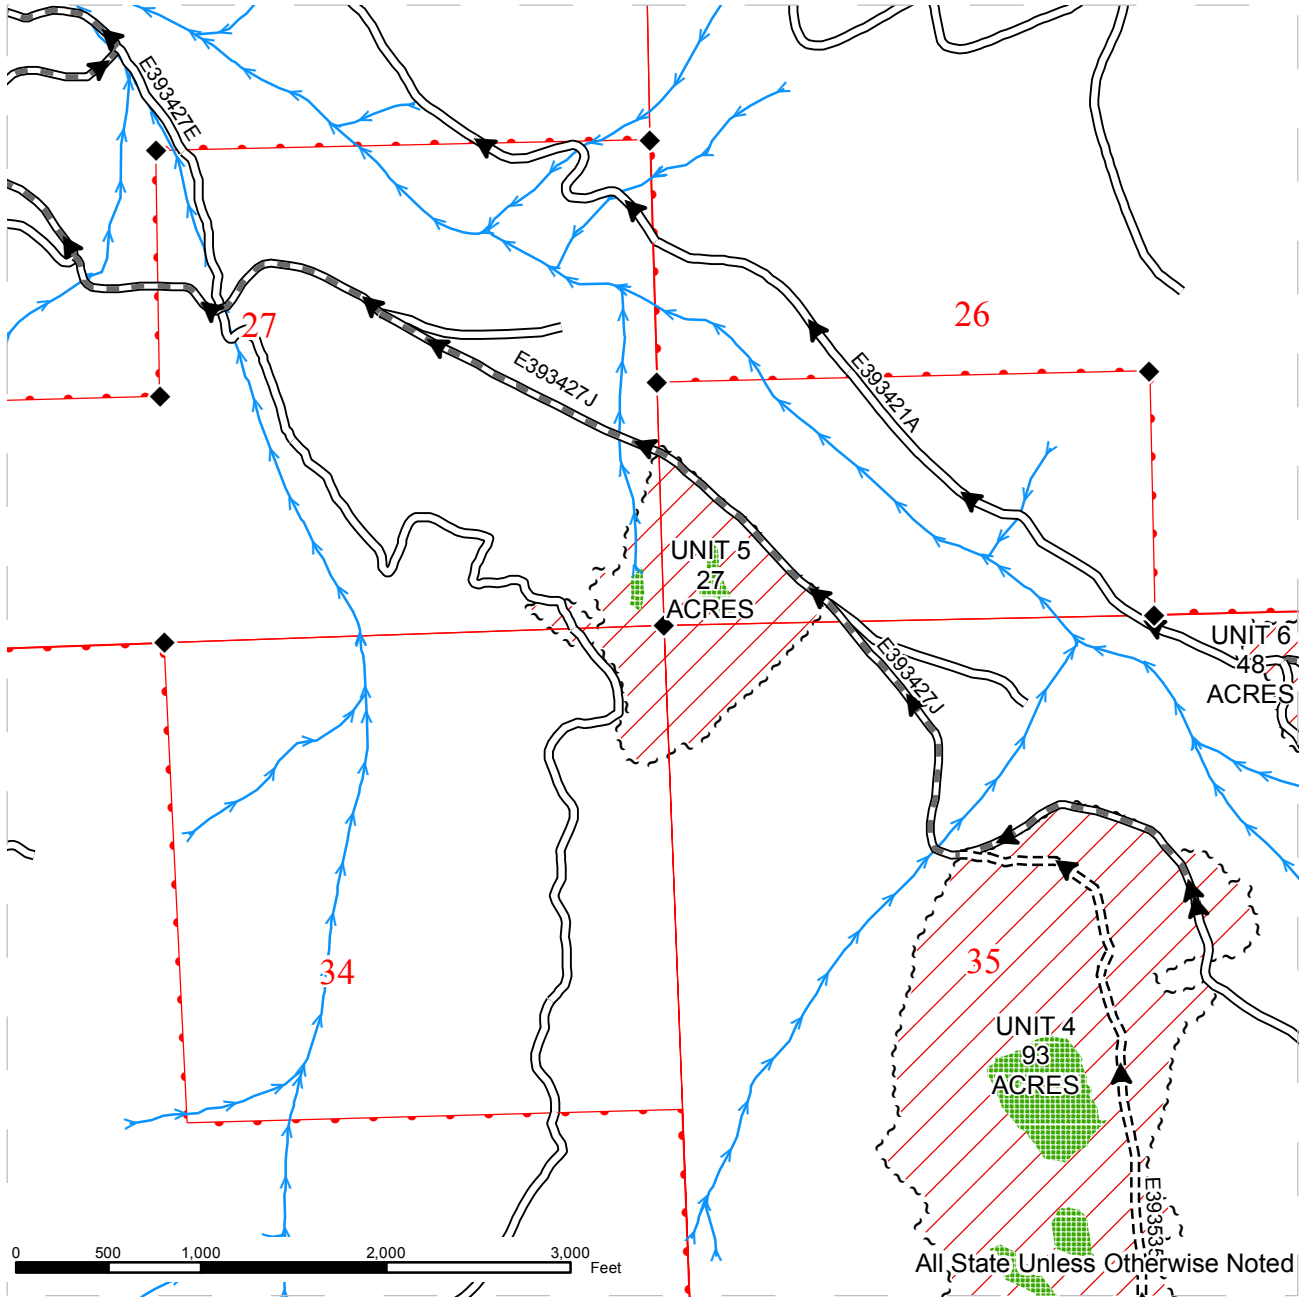 E393427E
27
26
E393427J
E393421A
UNIT 5
27
ACRES
UNIT 6
48
ACRES
E393427J
34
35
UNIT 4
93
ACRES
E393535
0 500 1,000 2,000 3,000
Feet
All State Unless Otherwise Noted